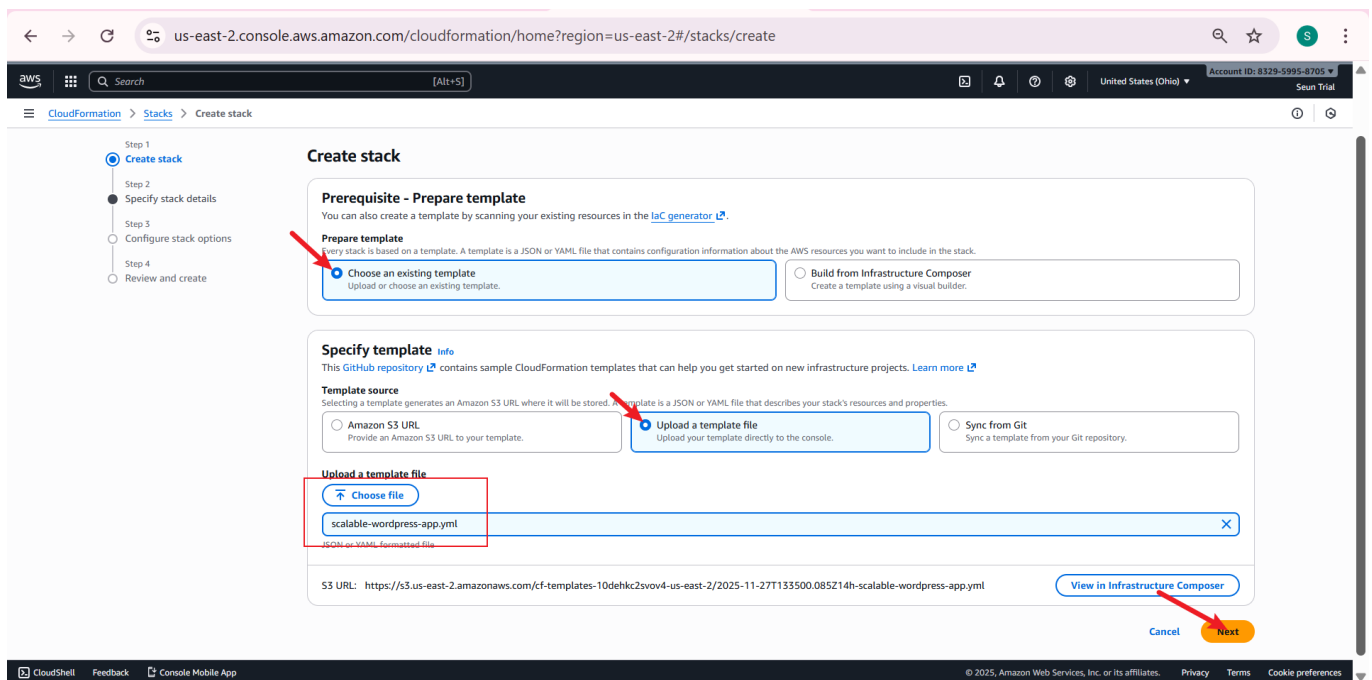 us-east-2.console.aws.amazon.com/cloudformation/home?region=us-east-2#/stacks/create
S
aws
Search
[Alt+S]
United States (Ohio)
Account ID: 8329-5995-8705
Seun Trial
CloudFormation > Stacks > Create stack
Step 1
Create stack
Step 2
Specify stack details
Step 3
Configure stack options
Step 4
Review and create
Create stack
Prerequisite - Prepare template
You can also create a template by scanning your existing resources in the IaC generator.
Prepare template
Every stack is based on a template. A template is a JSON or YAML file that contains configuration information about the AWS resources you want to include in the stack.
Choose an existing template
Upload or choose an existing template.
Build from Infrastructure Composer
Create a template using a visual builder.
Specify template Info
This GitHub repository contains sample CloudFormation templates that can help you get started on new infrastructure projects. Learn more
Template source
Selecting a template generates an Amazon S3 URL where it will be stored. A template is a JSON or YAML file that describes your stack's resources and properties.
Amazon S3 URL
Provide an Amazon S3 URL to your template.
Upload a template file
Upload your template directly to the console.
Sync from Git
Sync a template from your Git repository.
Upload a template file
Choose file
scalable-wordpress-app.yml
JSON or YAML formatted file
S3 URL: https://s3.us-east-2.amazonaws.com/cf-templates-10dehkc2svov4-us-east-2/2025-11-27T133500.085Z14h-scalable-wordpress-app.yml
View in Infrastructure Composer
Cancel
Next
CloudShell Feedback Console Mobile App
© 2025, Amazon Web Services, Inc. or its affiliates. Privacy Terms Cookie preferences